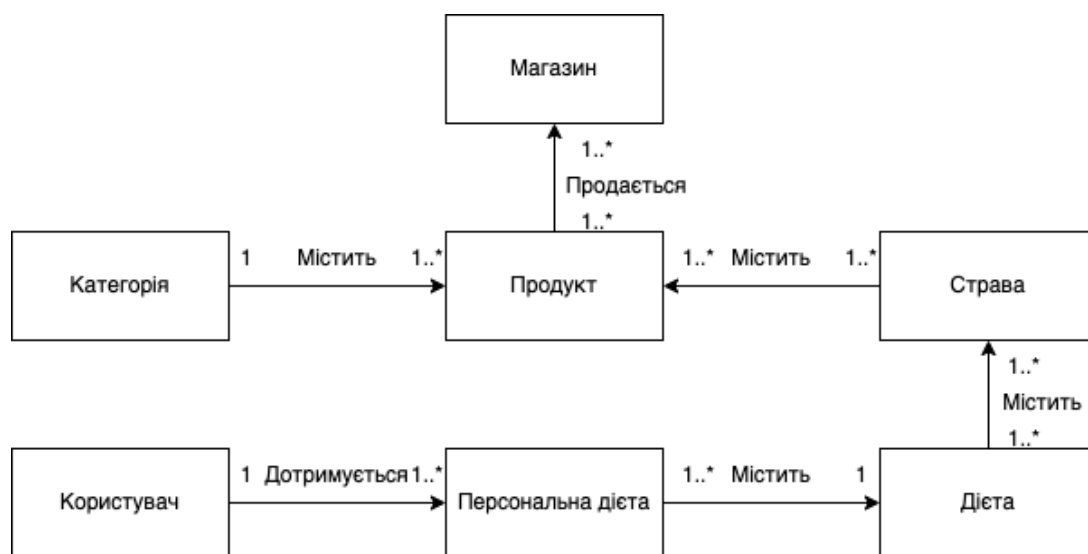 Магазин
1..*
Продається
1..*
Категорія
1 Містить 1..*
Продукт
1..* Містить 1..*
Страва
1..*
Містить
1..*
Користувач
1 Дотримується 1..*
Персональна дієта
1..* Містить 1
Дієта